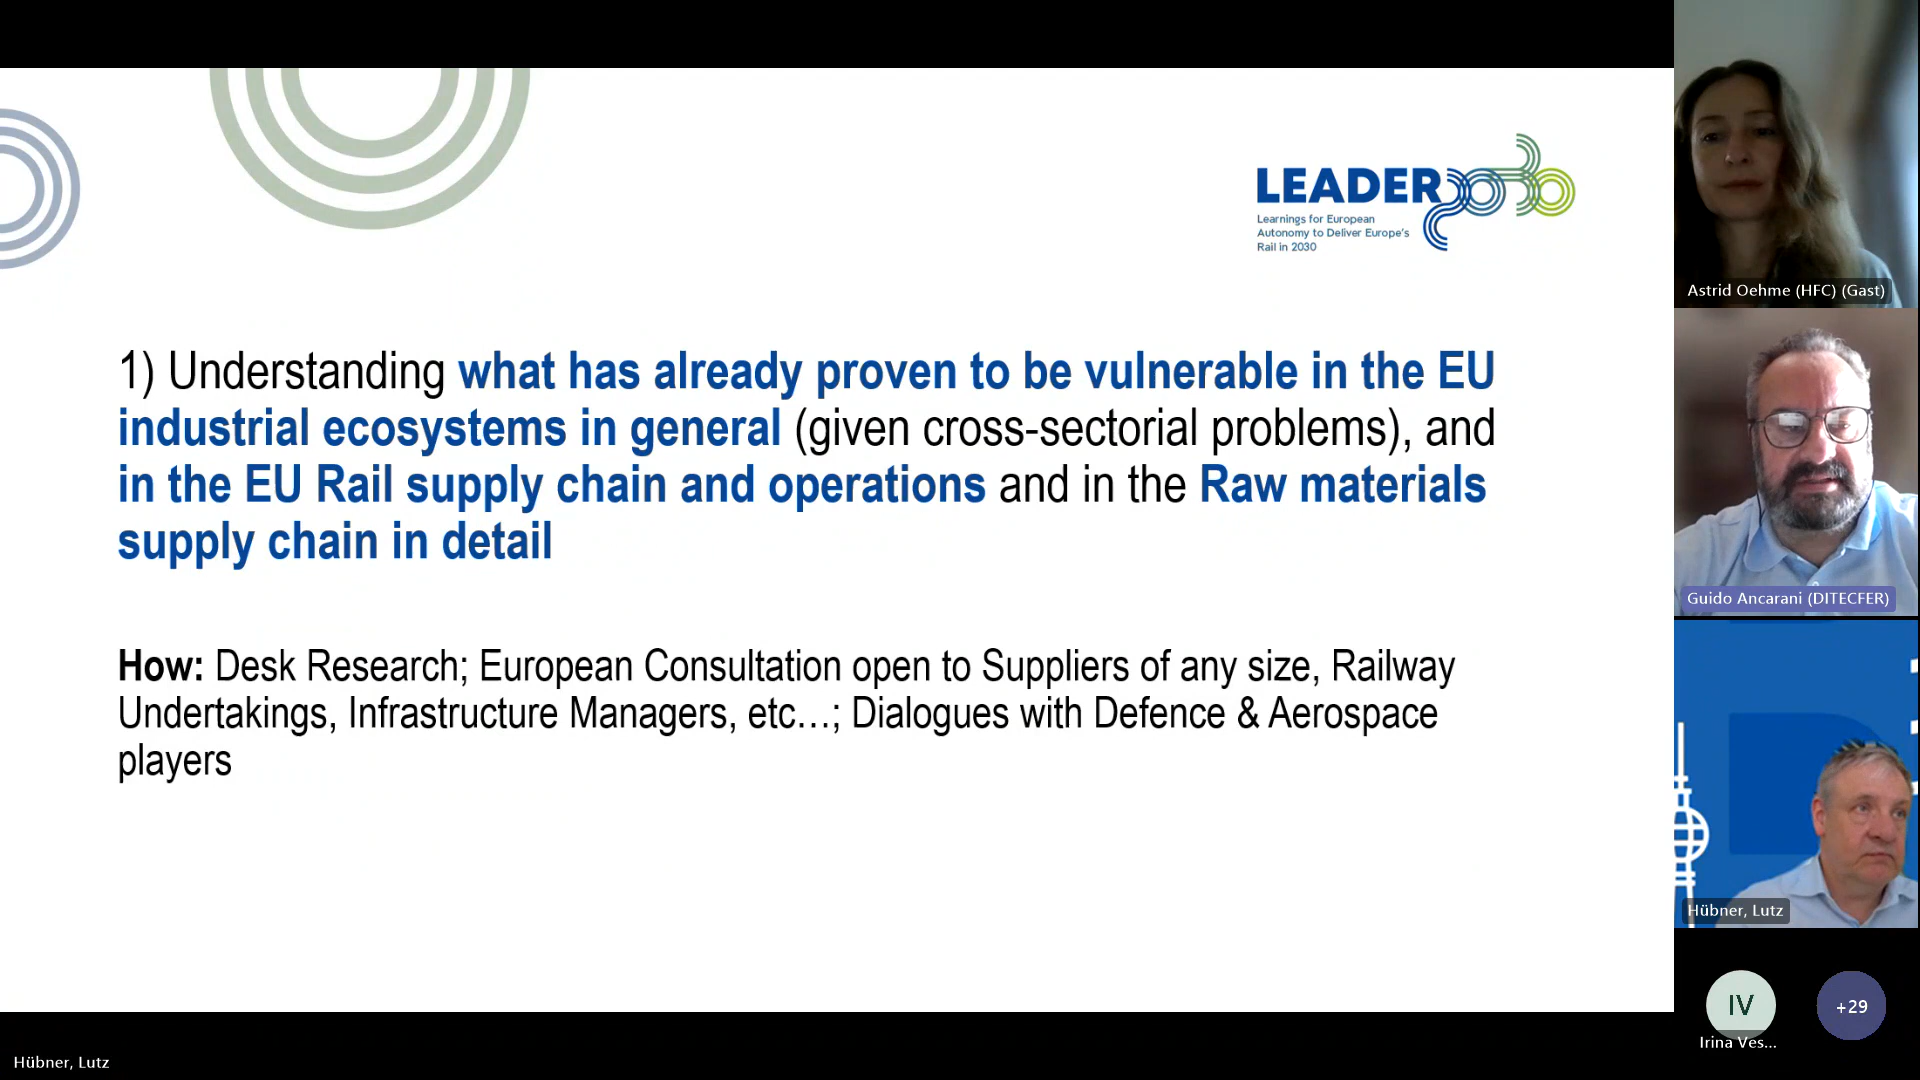 LEADER 2030
Learnings for European
Autonomy to Deliver Europe's
Rail in 2030
1) Understanding what has already proven to be vulnerable in the EU
industrial ecosystems in general (given cross-sectorial problems), and
in the EU Rail supply chain and operations and in the Raw materials
supply chain in detail
How: Desk Research; European Consultation open to Suppliers of any size, Railway
Undertakings, Infrastructure Managers, etc…; Dialogues with Defence & Aerospace
players
Astrid Oehme (HFC) (Gast)
Guido Ancarani (DITECFER)
Hübner, Lutz
IV
+29
Irina Ves...
Hübner, Lutz